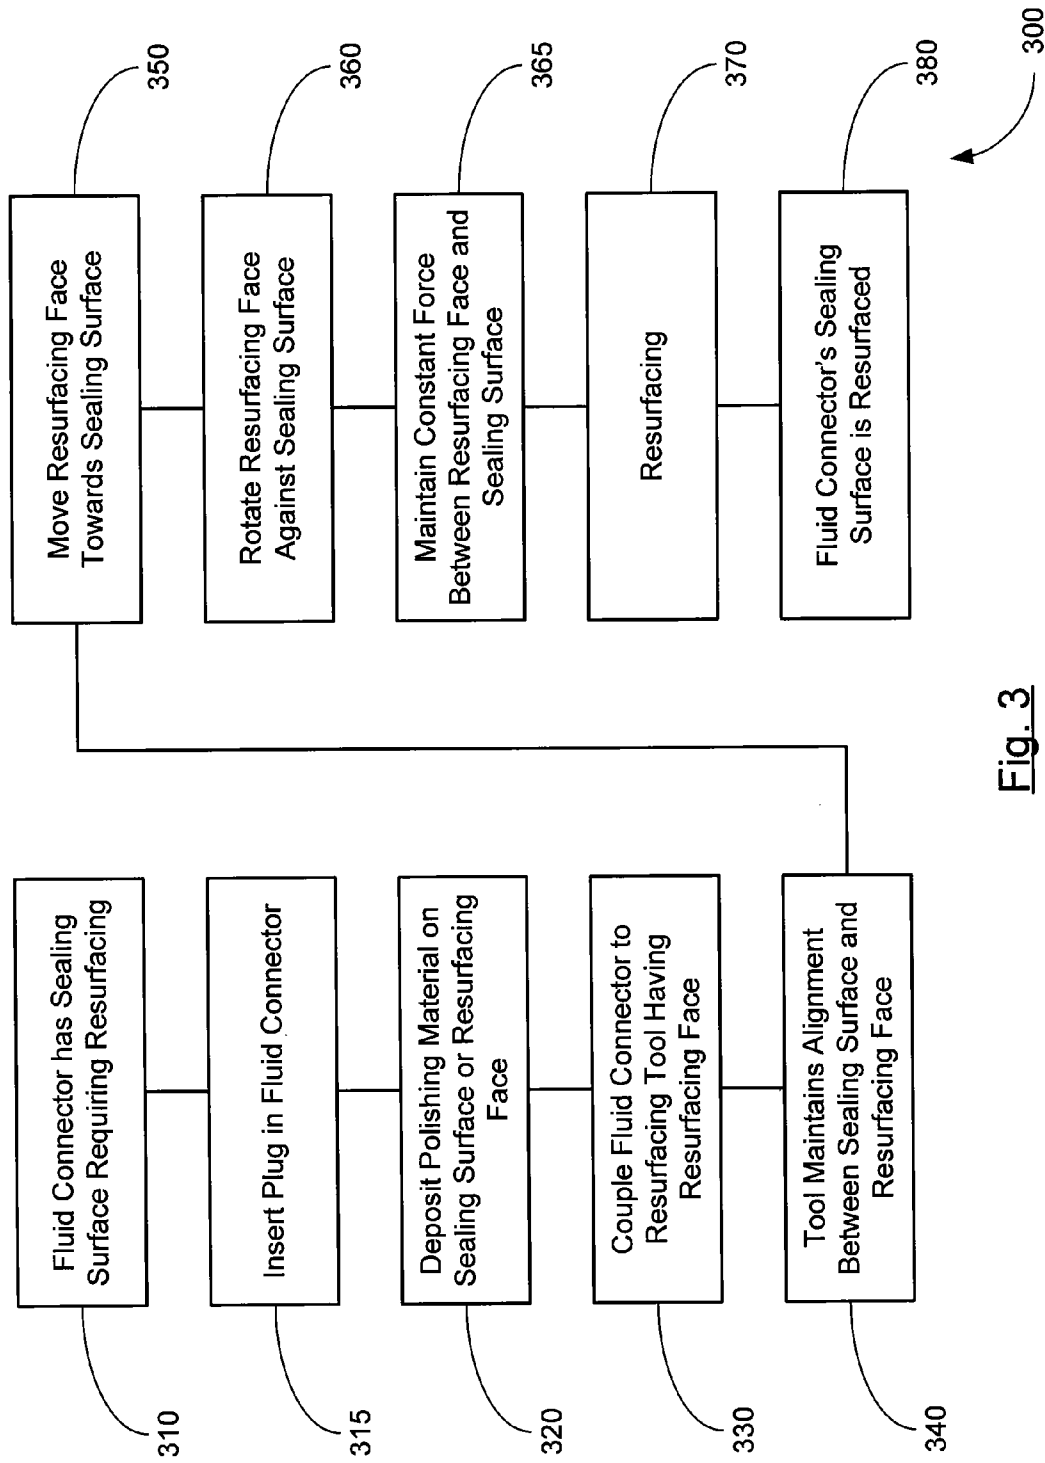 310
Fluid Connector has Sealing
Surface Requiring Resurfacing
315
Insert Plug in Fluid Connector
320
Deposit Polishing Material on
Sealing Surface or Resurfacing
Face
330
Couple Fluid Connector to
Resurfacing Tool Having
Resurfacing Face
340
Tool Maintains Alignment
Between Sealing Surface and
Resurfacing Face
350
Move Resurfacing Face
Towards Sealing Surface
360
Rotate Resurfacing Face
Against Sealing Surface
365
Maintain Constant Force
Between Resurfacing Face and
Sealing Surface
370
Resurfacing
380
Fluid Connector's Sealing
Surface is Resurfaced
300
Fig. 3